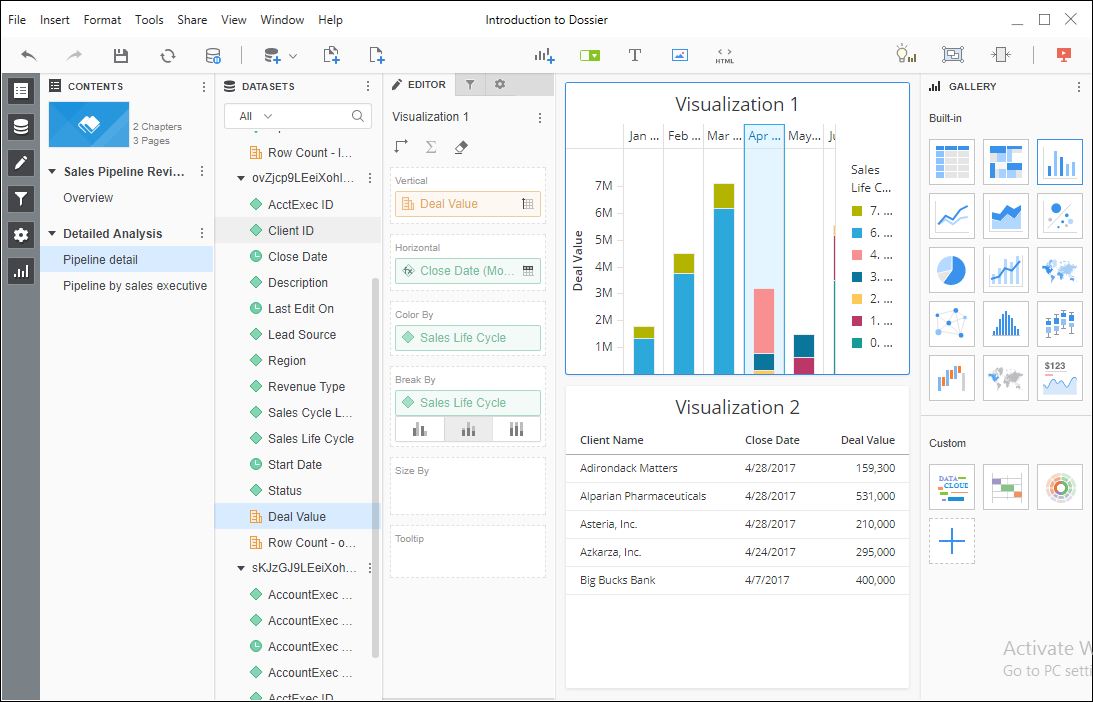 File Insert Format Tools Share View Window Help
Introduction to Dossier
HTML
CONTENTS
2 Chapters
3 Pages
Sales Pipeline Revi...
Overview
Detailed Analysis
Pipeline detail
Pipeline by sales executive
DATASETS
All
Row Count - I...
ovZjcp9LEeiXohI...
AcctExec ID
Client ID
Close Date
Description
Last Edit On
Lead Source
Region
Revenue Type
Sales Cycle L...
Sales Life Cycle
Start Date
Status
Deal Value
Row Count - o...
sKJzGJ9LEeiXoh...
AccountExec ...
AccountExec ...
AccountExec ...
AccountExec ...
AcctExec ID
EDITOR
Visualization 1
Vertical
Deal Value
Horizontal
fx Close Date (Mo...
Color By
Sales Life Cycle
Break By
Sales Life Cycle
Size By
Tooltip
Visualization 1
Jan ... Feb ... Mar ... Apr ... May...
Deal Value
7M
6M
5M
4M
3M
2M
1M
Sales
Life C...
7. ...
6. ...
4. ...
3. ...
2. ...
1. ...
0. ...
Visualization 2
Client Name Close Date Deal Value
Adirondack Matters 4/28/2017 159,300
Alparian Pharmaceuticals 4/28/2017 531,000
Asteria, Inc. 4/28/2017 210,000
Azkarza, Inc. 4/24/2017 295,000
Big Bucks Bank 4/7/2017 400,000
GALLERY
Built-in
$123
Custom
DATA
CLOUD
Activate W
Go to PC setti